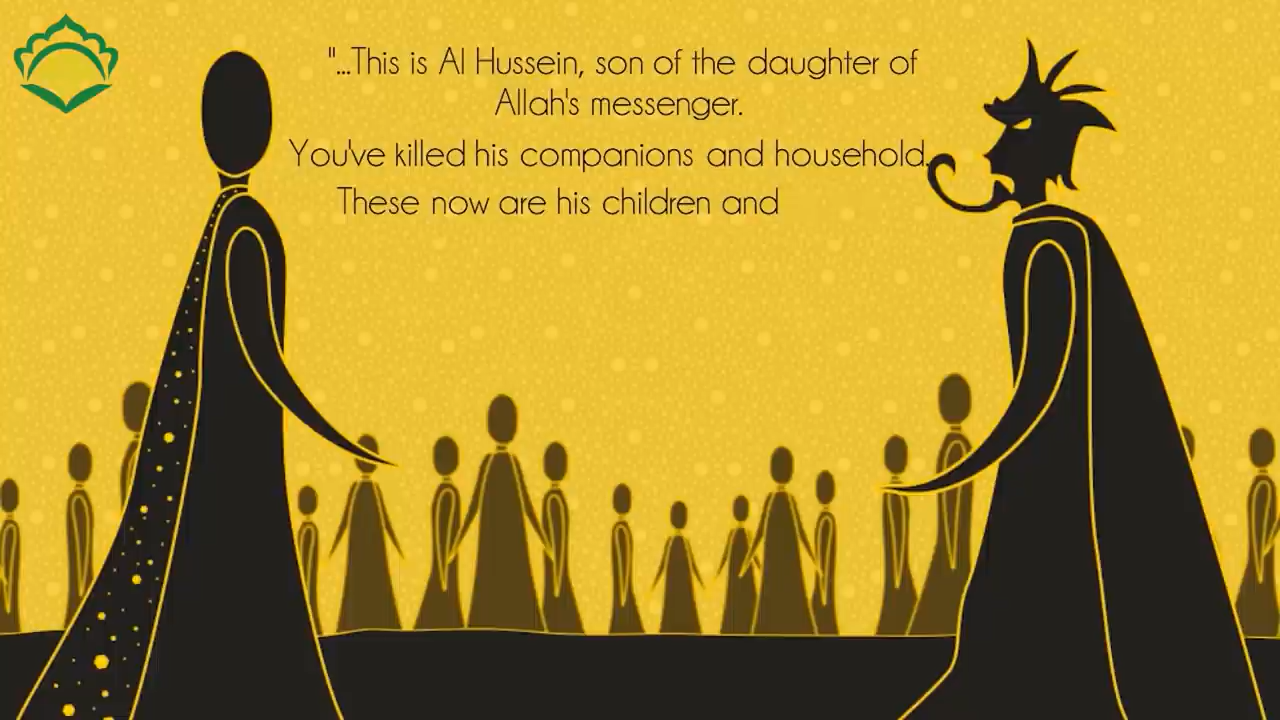 "...This is Al Hussein, son of the daughter of
Allah's messenger.
You've killed his companions and household.
These now are his children and